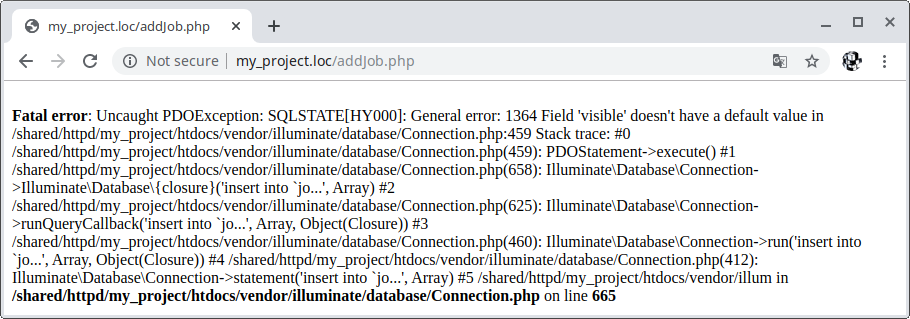 my_project.loc/addJob.php
Not secure | my_project.loc/addJob.php
Fatal error: Uncaught PDOException: SQLSTATE[HY000]: General error: 1364 Field 'visible' doesn't have a default value in
/shared/httpd/my_project/htdocs/vendor/illuminate/database/Connection.php:459 Stack trace: #0
/shared/httpd/my_project/htdocs/vendor/illuminate/database/Connection.php(459): PDOStatement->execute() #1
/shared/httpd/my_project/htdocs/vendor/illuminate/database/Connection.php(658): Illuminate\Database\Connection-
>Illuminate\Database\{closure}('insert into `jo...', Array) #2
/shared/httpd/my_project/htdocs/vendor/illuminate/database/Connection.php(625): Illuminate\Database\Connection-
>runQueryCallback('insert into `jo...', Array, Object(Closure)) #3
/shared/httpd/my_project/htdocs/vendor/illuminate/database/Connection.php(460): Illuminate\Database\Connection->run('insert into
`jo...', Array, Object(Closure)) #4 /shared/httpd/my_project/htdocs/vendor/illuminate/database/Connection.php(412):
Illuminate\Database\Connection->statement('insert into `jo...', Array) #5 /shared/httpd/my_project/htdocs/vendor/illum in
/shared/httpd/my_project/htdocs/vendor/illuminate/database/Connection.php on line 665